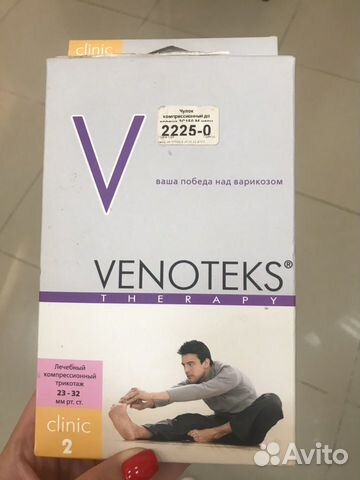 clinic
Чулок
компрессионный до
2225-0
V
ваша победа над варикозом
VENOTEKS®
THERAPY
Лечебный
компрессионный
трикотаж
23 - 32
мм рт. ст.
clinic
2
Avito